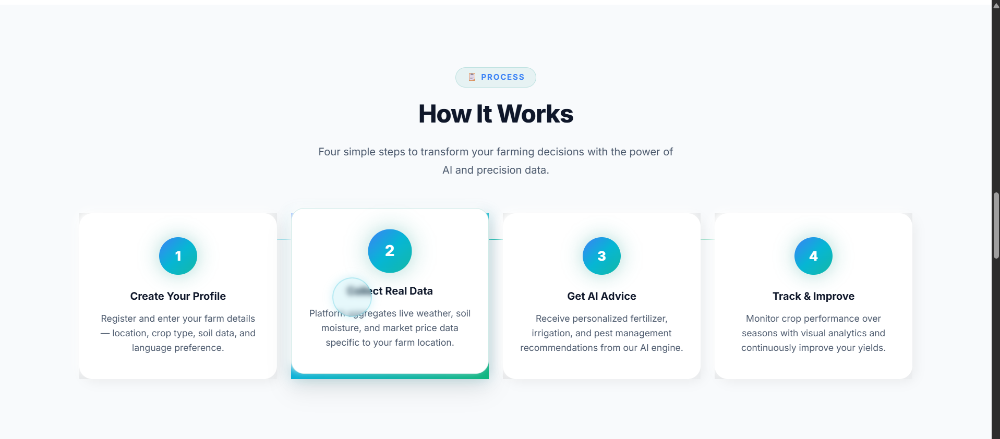 📋 PROCESS
How It Works
Four simple steps to transform your farming decisions with the power of
AI and precision data.
1
Create Your Profile
Register and enter your farm details
— location, crop type, soil data, and
language preference.
2
Collect Real Data
Platform aggregates live weather, soil
moisture, and market price data
specific to your farm location.
3
Get AI Advice
Receive personalized fertilizer,
irrigation, and pest management
recommendations from our AI engine.
4
Track & Improve
Monitor crop performance over
seasons with visual analytics and
continuously improve your yields.